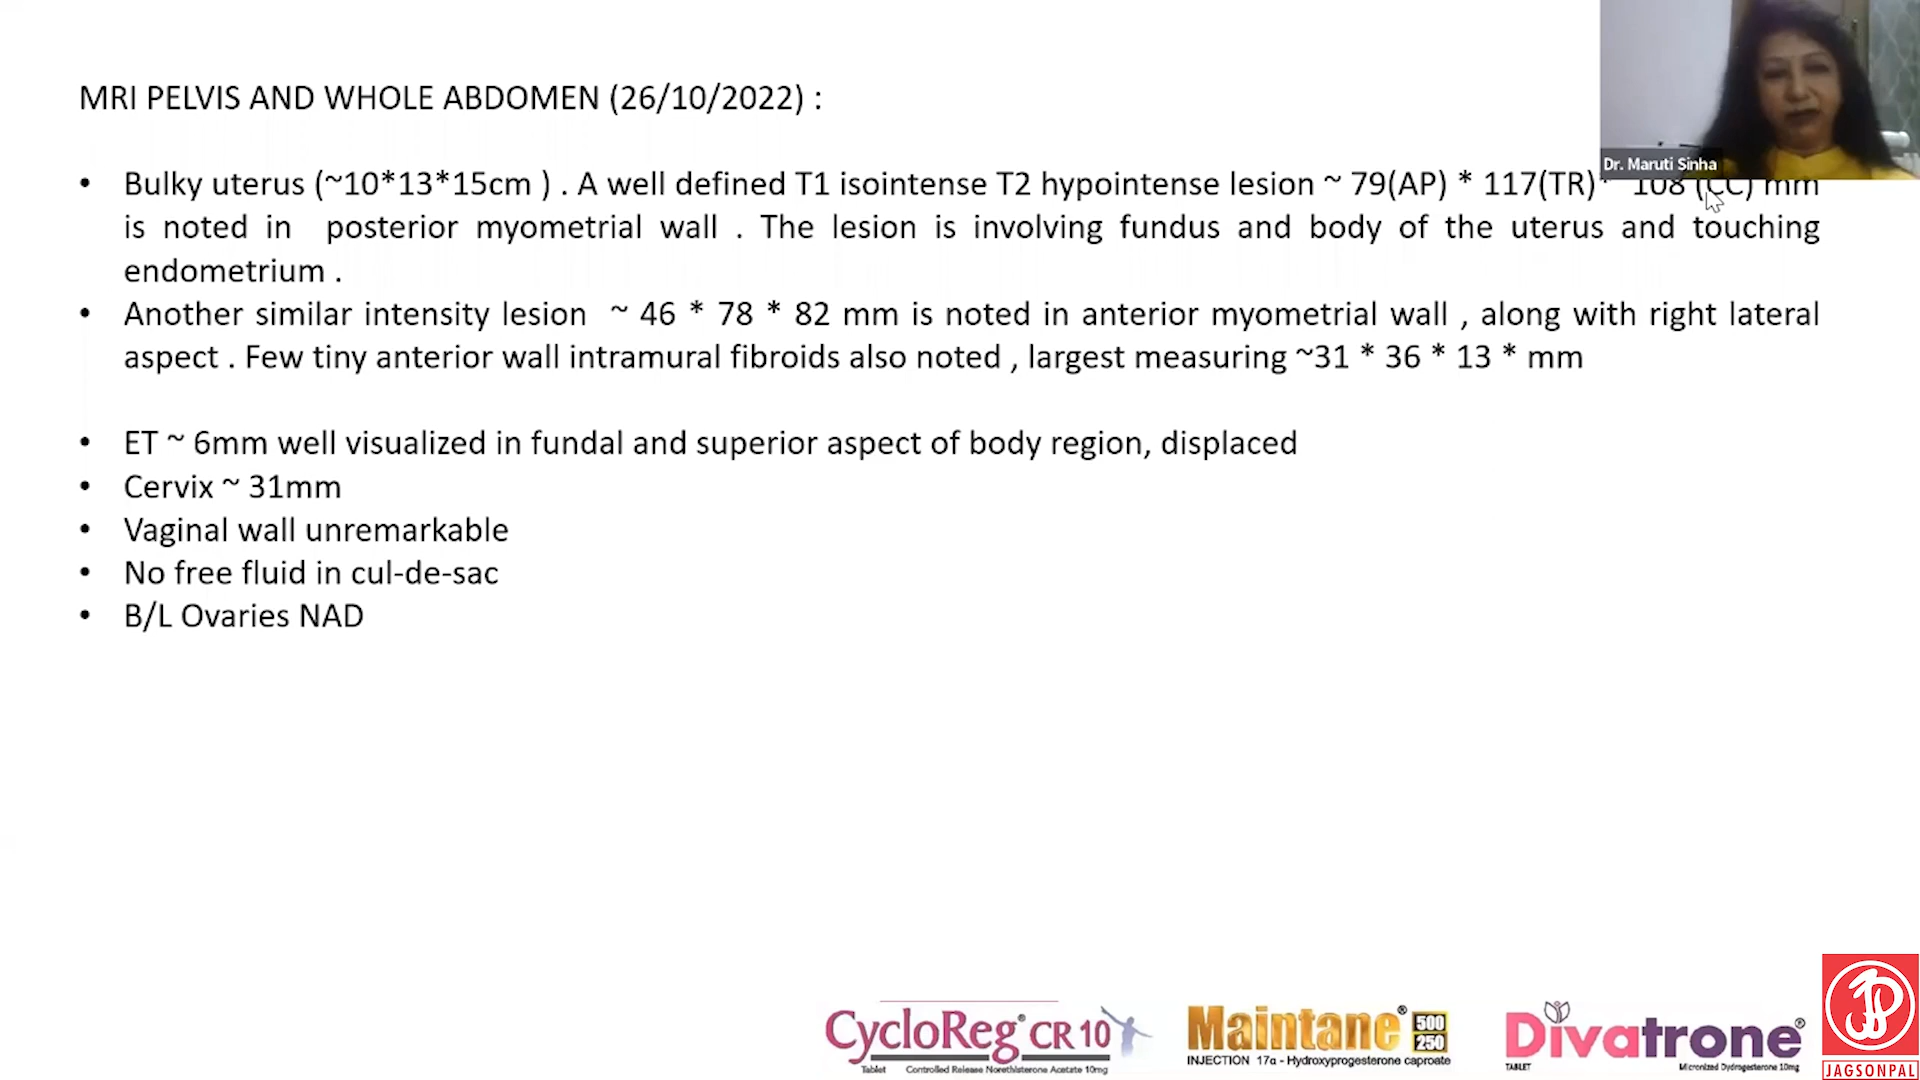 MRI PELVIS AND WHOLE ABDOMEN (26/10/2022) :
Dr. Maruti Sinha
• Bulky uterus (~10*13*15cm ) . A well defined T1 isointense T2 hypointense lesion ~ 79(AP) * 117(TR)* 108 (CC) mm
is noted in posterior myometrial wall . The lesion is involving fundus and body of the uterus and touching
endometrium .
• Another similar intensity lesion ~ 46 * 78 * 82 mm is noted in anterior myometrial wall , along with right lateral
aspect . Few tiny anterior wall intramural fibroids also noted , largest measuring ~31 * 36 * 13 * mm
• ET ~ 6mm well visualized in fundal and superior aspect of body region, displaced
• Cervix ~ 31mm
• Vaginal wall unremarkable
• No free fluid in cul-de-sac
• B/L Ovaries NAD
CycloReg® CR 10
Tablet Controlled Release Norethisterone Acetate 10mg
Maintane® 500 250
INJECTION 17α - Hydroxyprogesterone caproate
Divatrone®
TABLET Micronized Dydrogesterone 10mg
JAGSONPAL